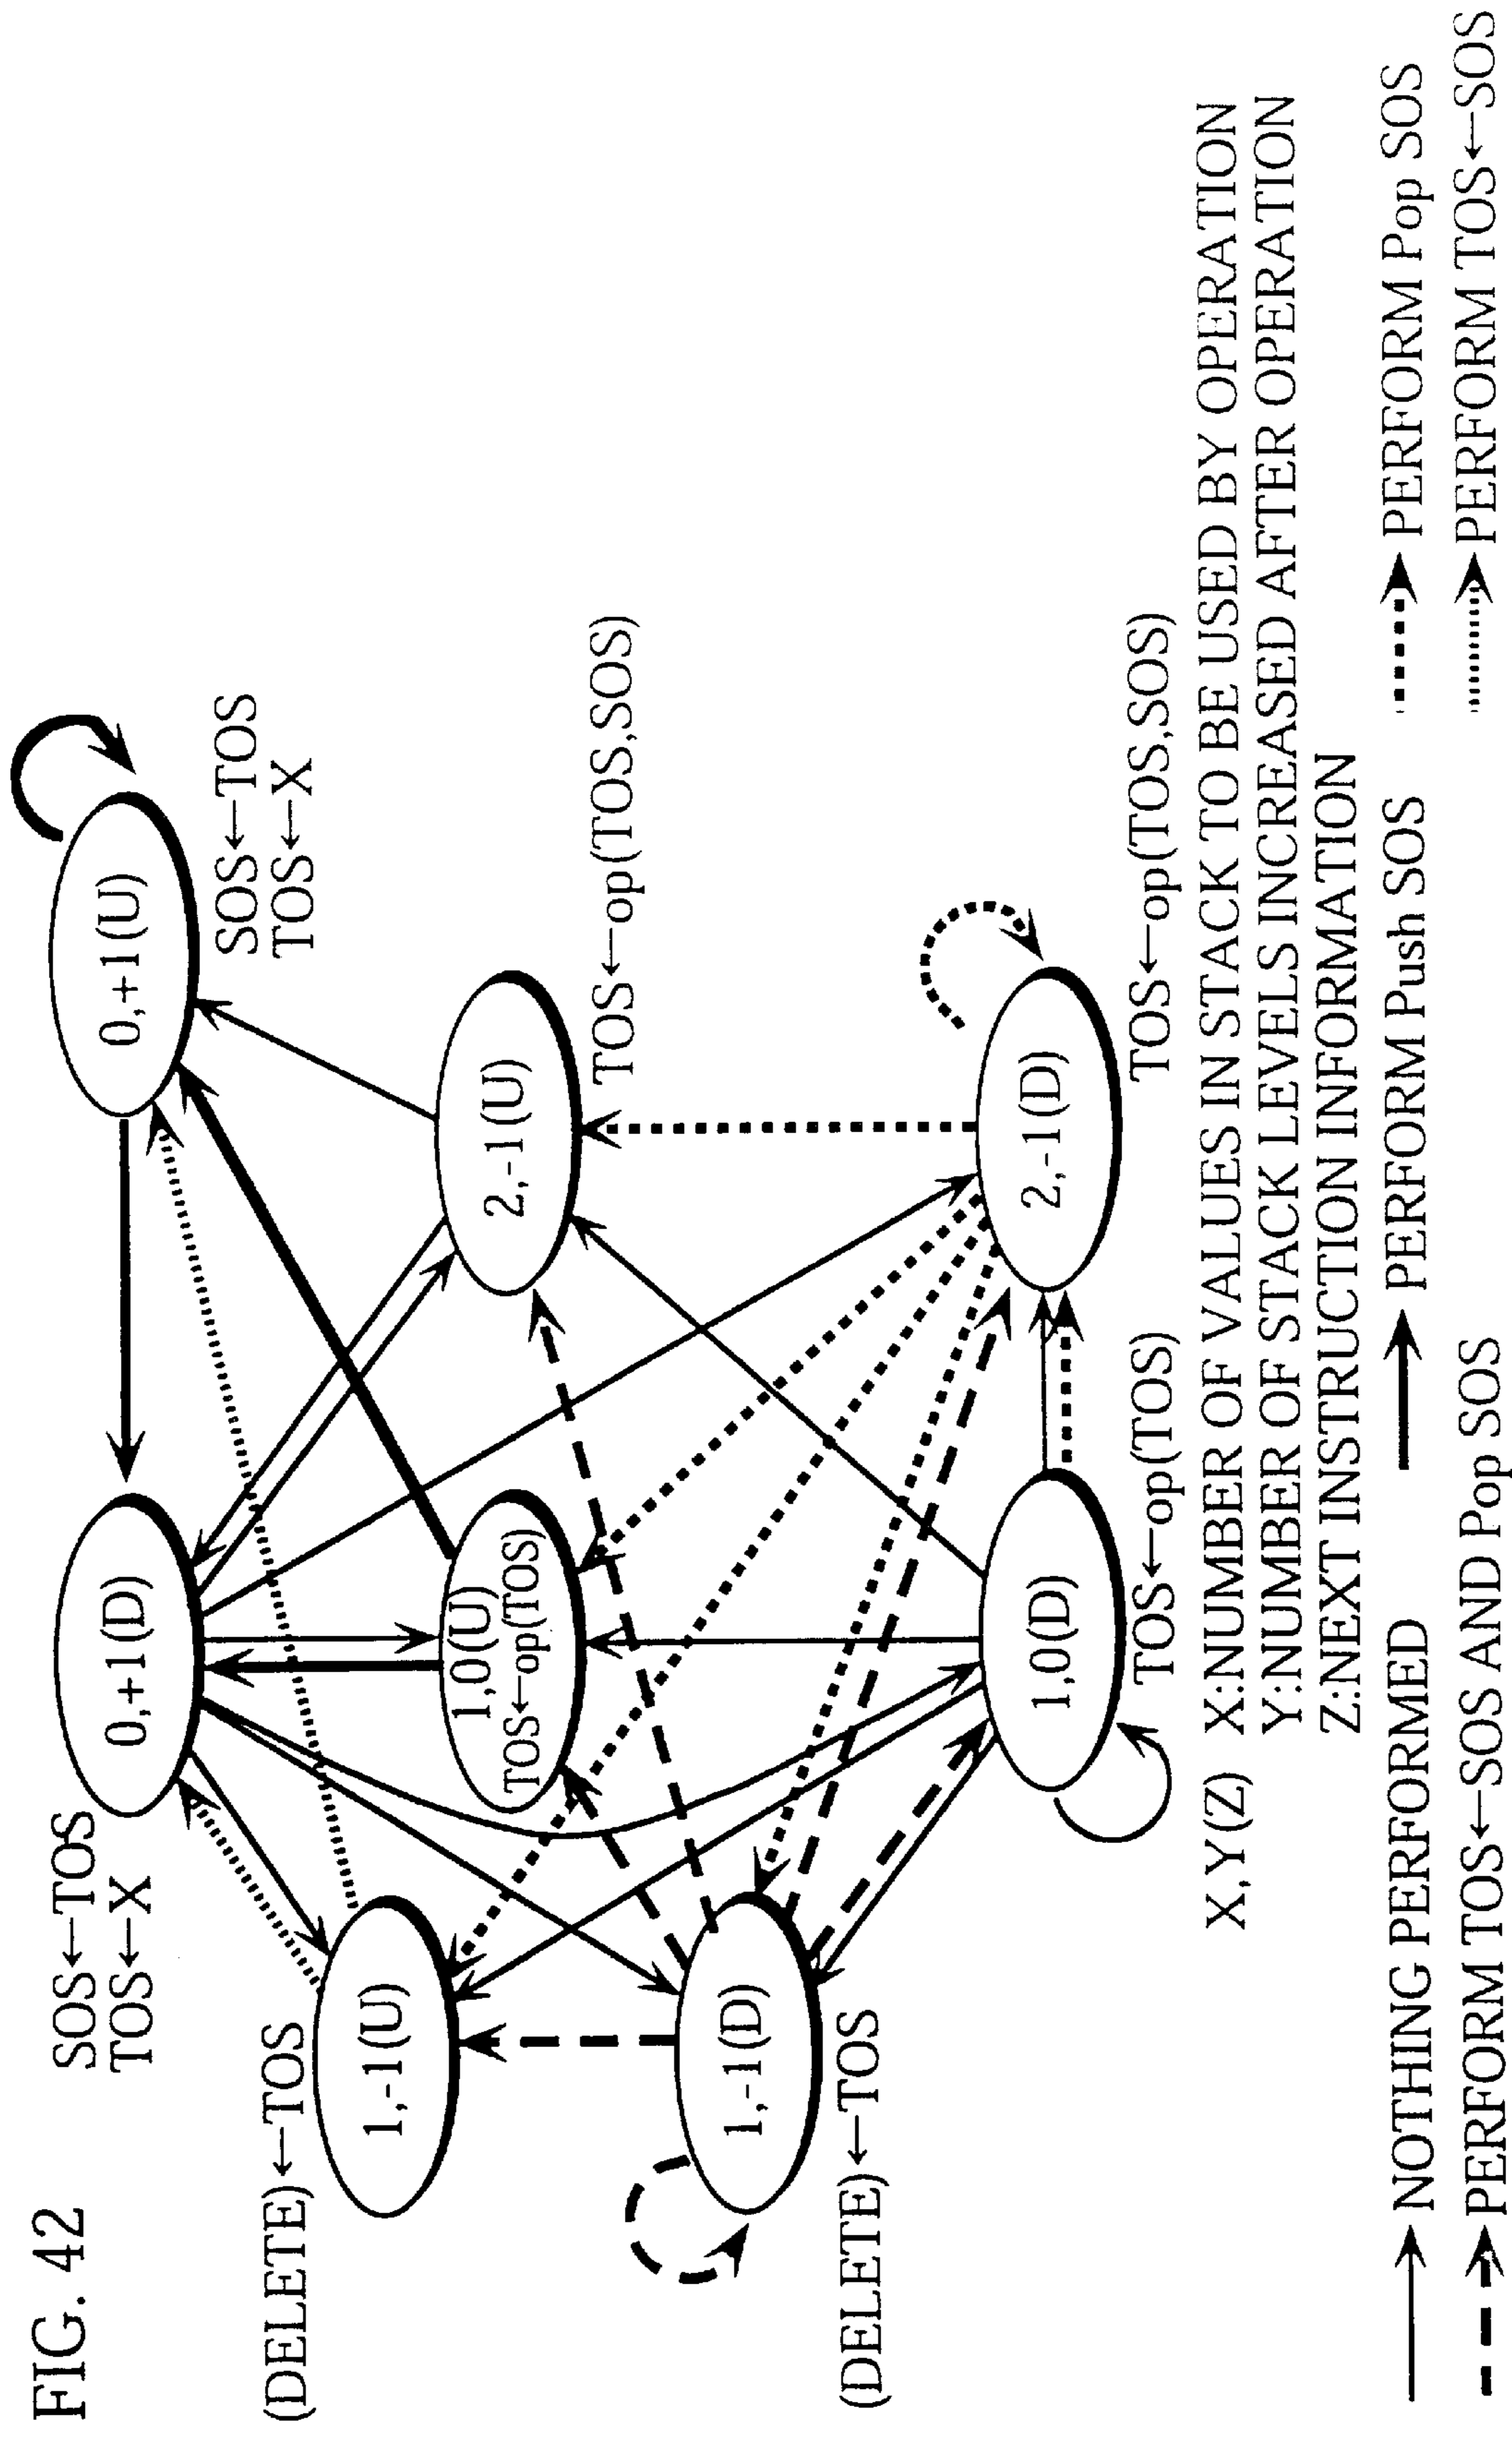 FIG. 42
SOS←TOS
TOS←X
0,+1(D)
0,+1(U)
SOS←TOS
TOS←X
(DELETE)←TOS
1,-1(U)
1,0(U)
TOS←op(TOS)
2,-1(U)
TOS←op(TOS,SOS)
1,-1(D)
(DELETE)←TOS
1,0(D)
TOS←op(TOS)
2,-1(D)
TOS←op(TOS,SOS)
X,Y(Z) X:NUMBER OF VALUES IN STACK TO BE USED BY OPERATION
Y:NUMBER OF STACK LEVELS INCREASED AFTER OPERATION
Z:NEXT INSTRUCTION INFORMATION
NOTHING PERFORMED
PERFORM Push SOS
PERFORM Pop SOS
PERFORM TOS←SOS AND Pop SOS
PERFORM TOS←SOS